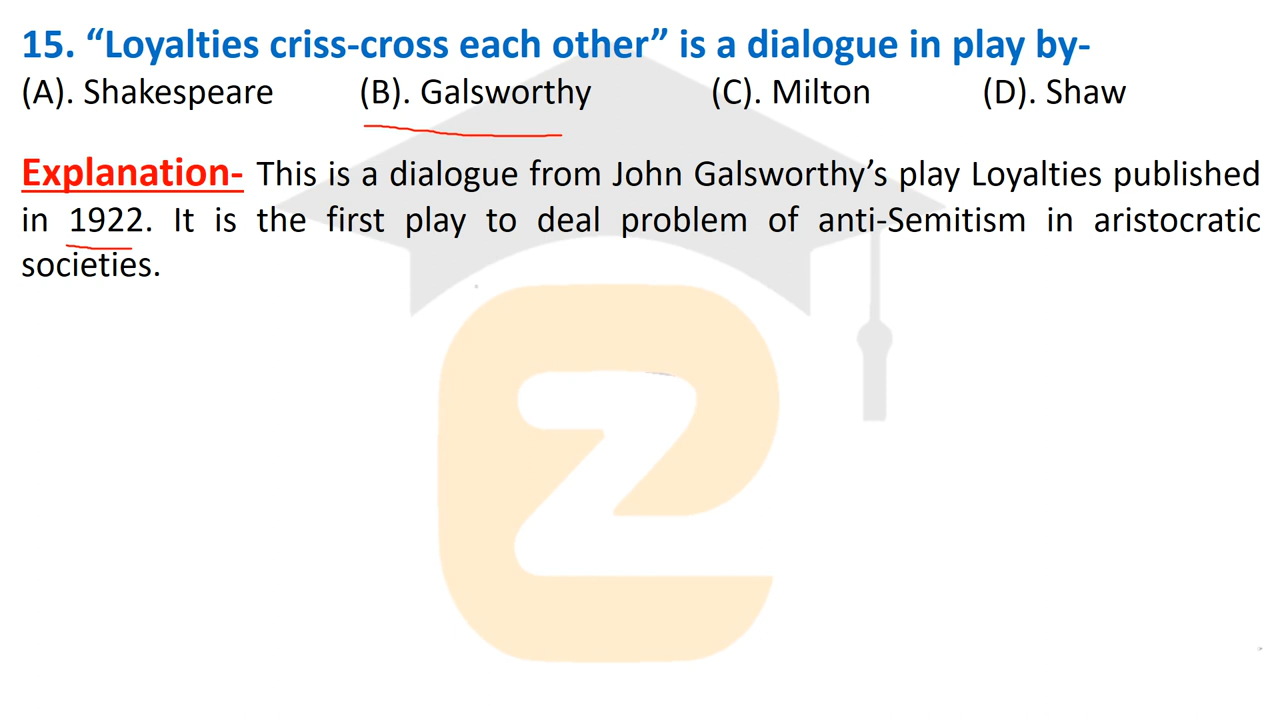 15. “Loyalties criss-cross each other” is a dialogue in play by-
(A). Shakespeare (B). Galsworthy (C). Milton (D). Shaw
Explanation- This is a dialogue from John Galsworthy’s play Loyalties published
in 1922. It is the first play to deal problem of anti-Semitism in aristocratic
societies.